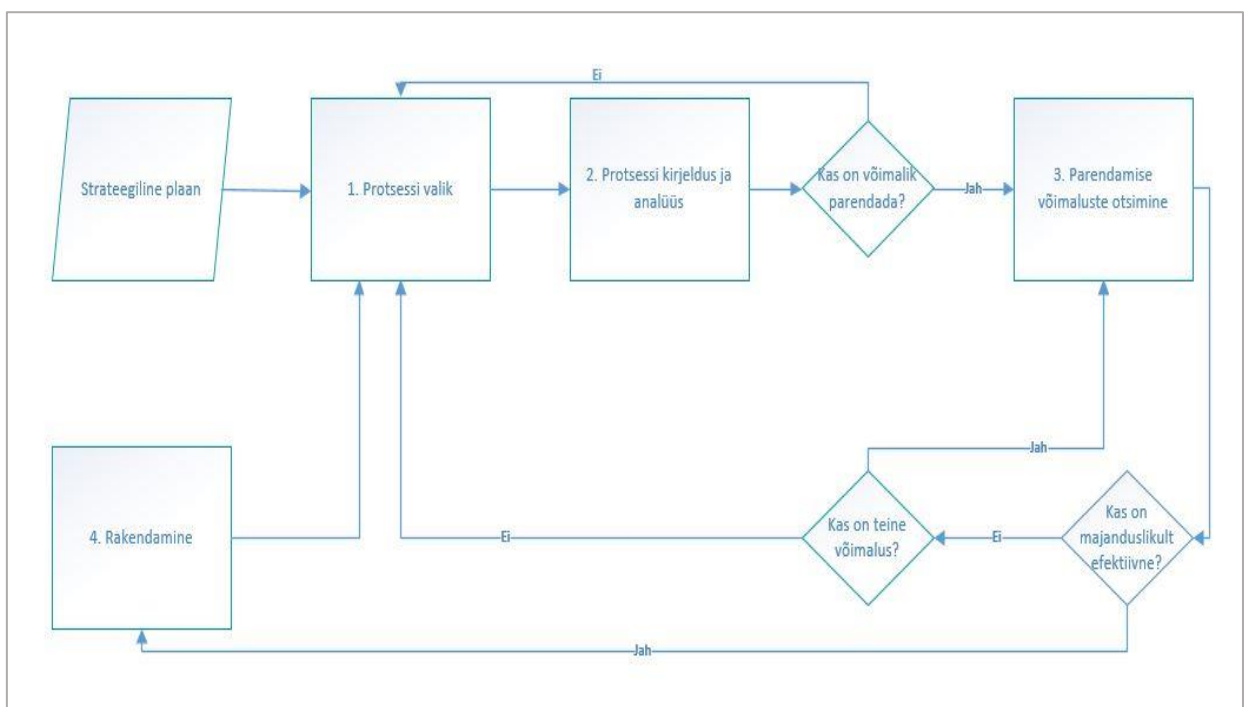 Ei
Strateegiline plaan
1. Protsessi valik
2. Protsessi kirjeldus ja
analüüs
Kas on võimalik
parendada?
Jah
3. Parendamise
võimaluste otsimine
Jah
4. Rakendamine
Ei
Kas on teine
võimalus?
Ei
Kas on
majanduslikult
efektiivne?
Jah